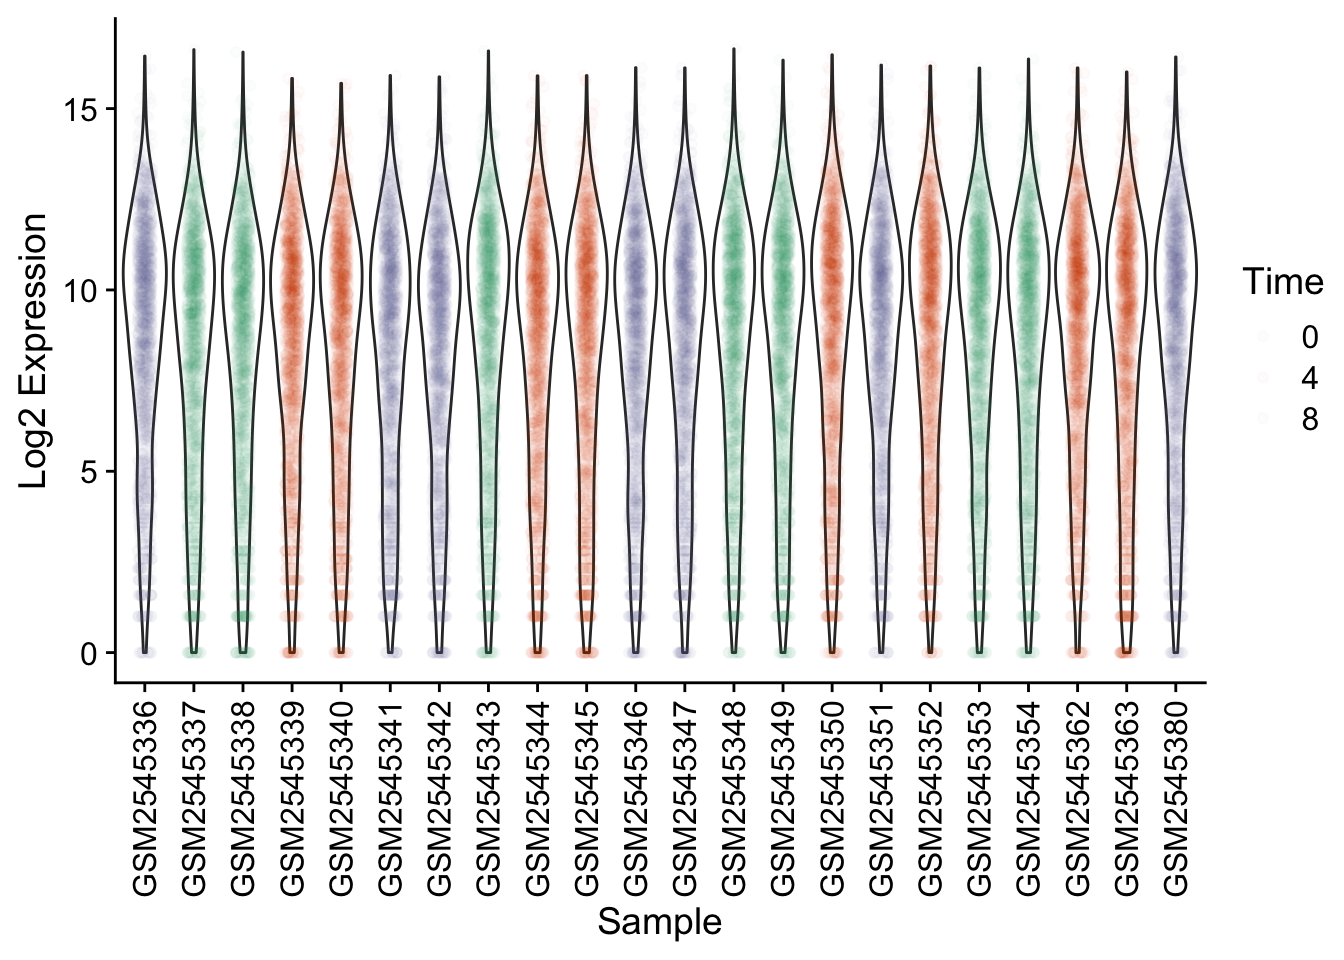 Log2 Expression
15
10
5
0
GSM2545336
GSM2545337
GSM2545338
GSM2545339
GSM2545340
GSM2545341
GSM2545342
GSM2545343
GSM2545344
GSM2545345
GSM2545346
GSM2545347
GSM2545348
GSM2545349
GSM2545350
GSM2545351
GSM2545352
GSM2545353
GSM2545354
GSM2545362
GSM2545363
GSM2545380
Sample
Time
0
4
8